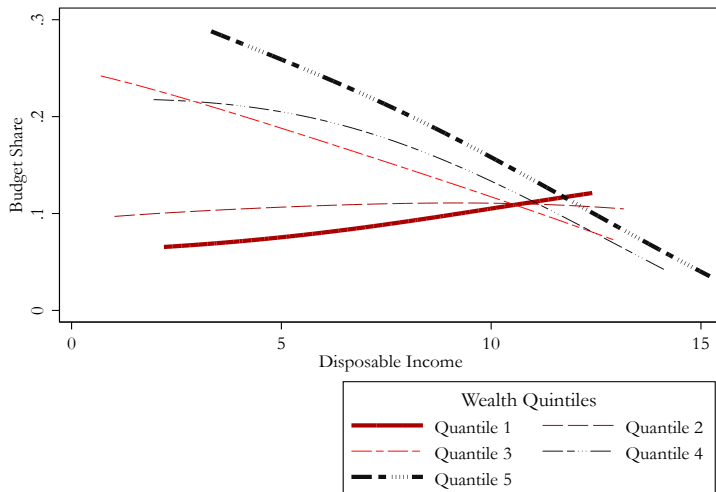 .3
.2
.1
0
Budget Share
0 5 10 15
Disposable Income
Wealth Quintiles
Quantile 1 Quantile 2
Quantile 3 Quantile 4
Quantile 5